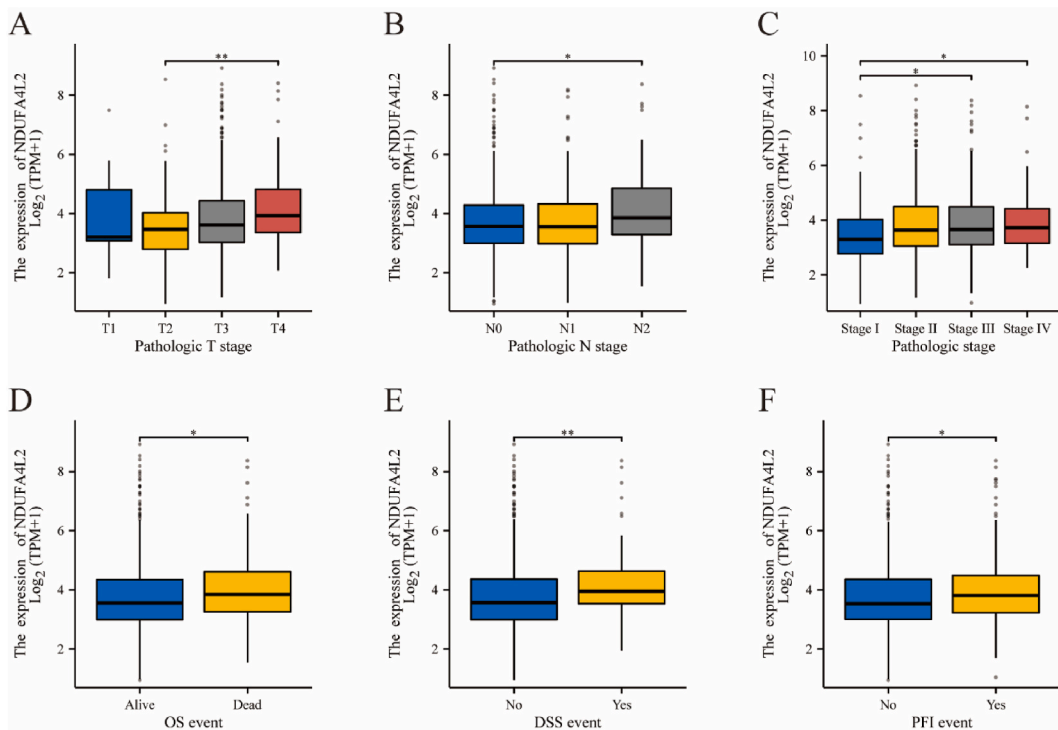 A
The expression of NDUFA4L2
Log2 (TPM+1)
8
6
4
2
**
T1 T2 T3 T4
Pathologic T stage
B
The expression of NDUFA4L2
Log2 (TPM+1)
8
6
4
2
*
N0 N1 N2
Pathologic N stage
C
The expression of NDUFA4L2
Log2 (TPM+1)
10
8
6
4
2
*
*
Stage I Stage II Stage III Stage IV
Pathologic stage
D
The expression of NDUFA4L2
Log2 (TPM+1)
8
6
4
2
*
Alive Dead
OS event
E
The expression of NDUFA4L2
Log2 (TPM+1)
8
6
4
2
**
No Yes
DSS event
F
The expression of NDUFA4L2
Log2 (TPM+1)
8
6
4
2
*
No Yes
PFI event